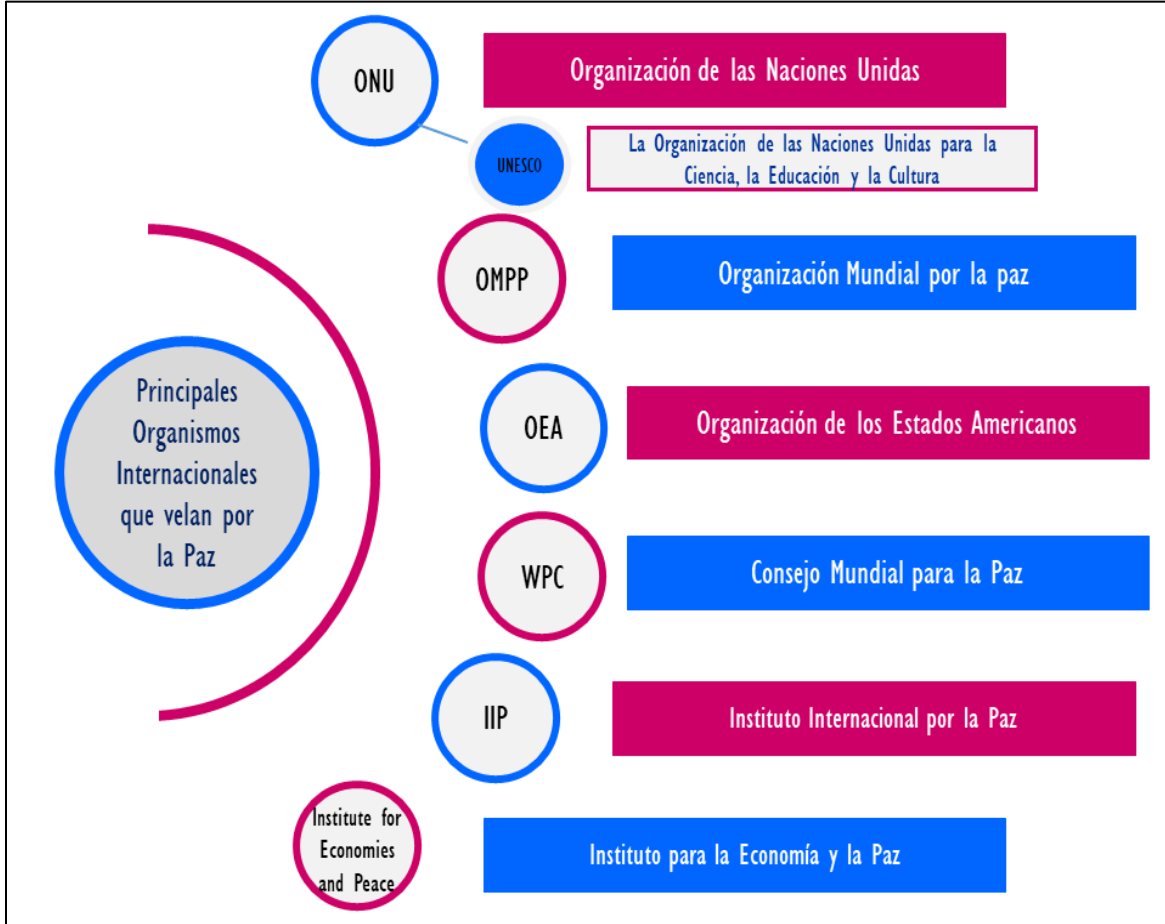 ONU
Organización de las Naciones Unidas
UNESCO
La Organización de las Naciones Unidas para la
Ciencia, la Educación y la Cultura
OMPP
Organización Mundial por la paz
Principales
Organismos
Internacionales
que velan por
la Paz
OEA
Organización de los Estados Americanos
WPC
Consejo Mundial para la Paz
IIP
Instituto Internacional por la Paz
Institute for
Economies
and Peace
Instituto para la Economía y la Paz